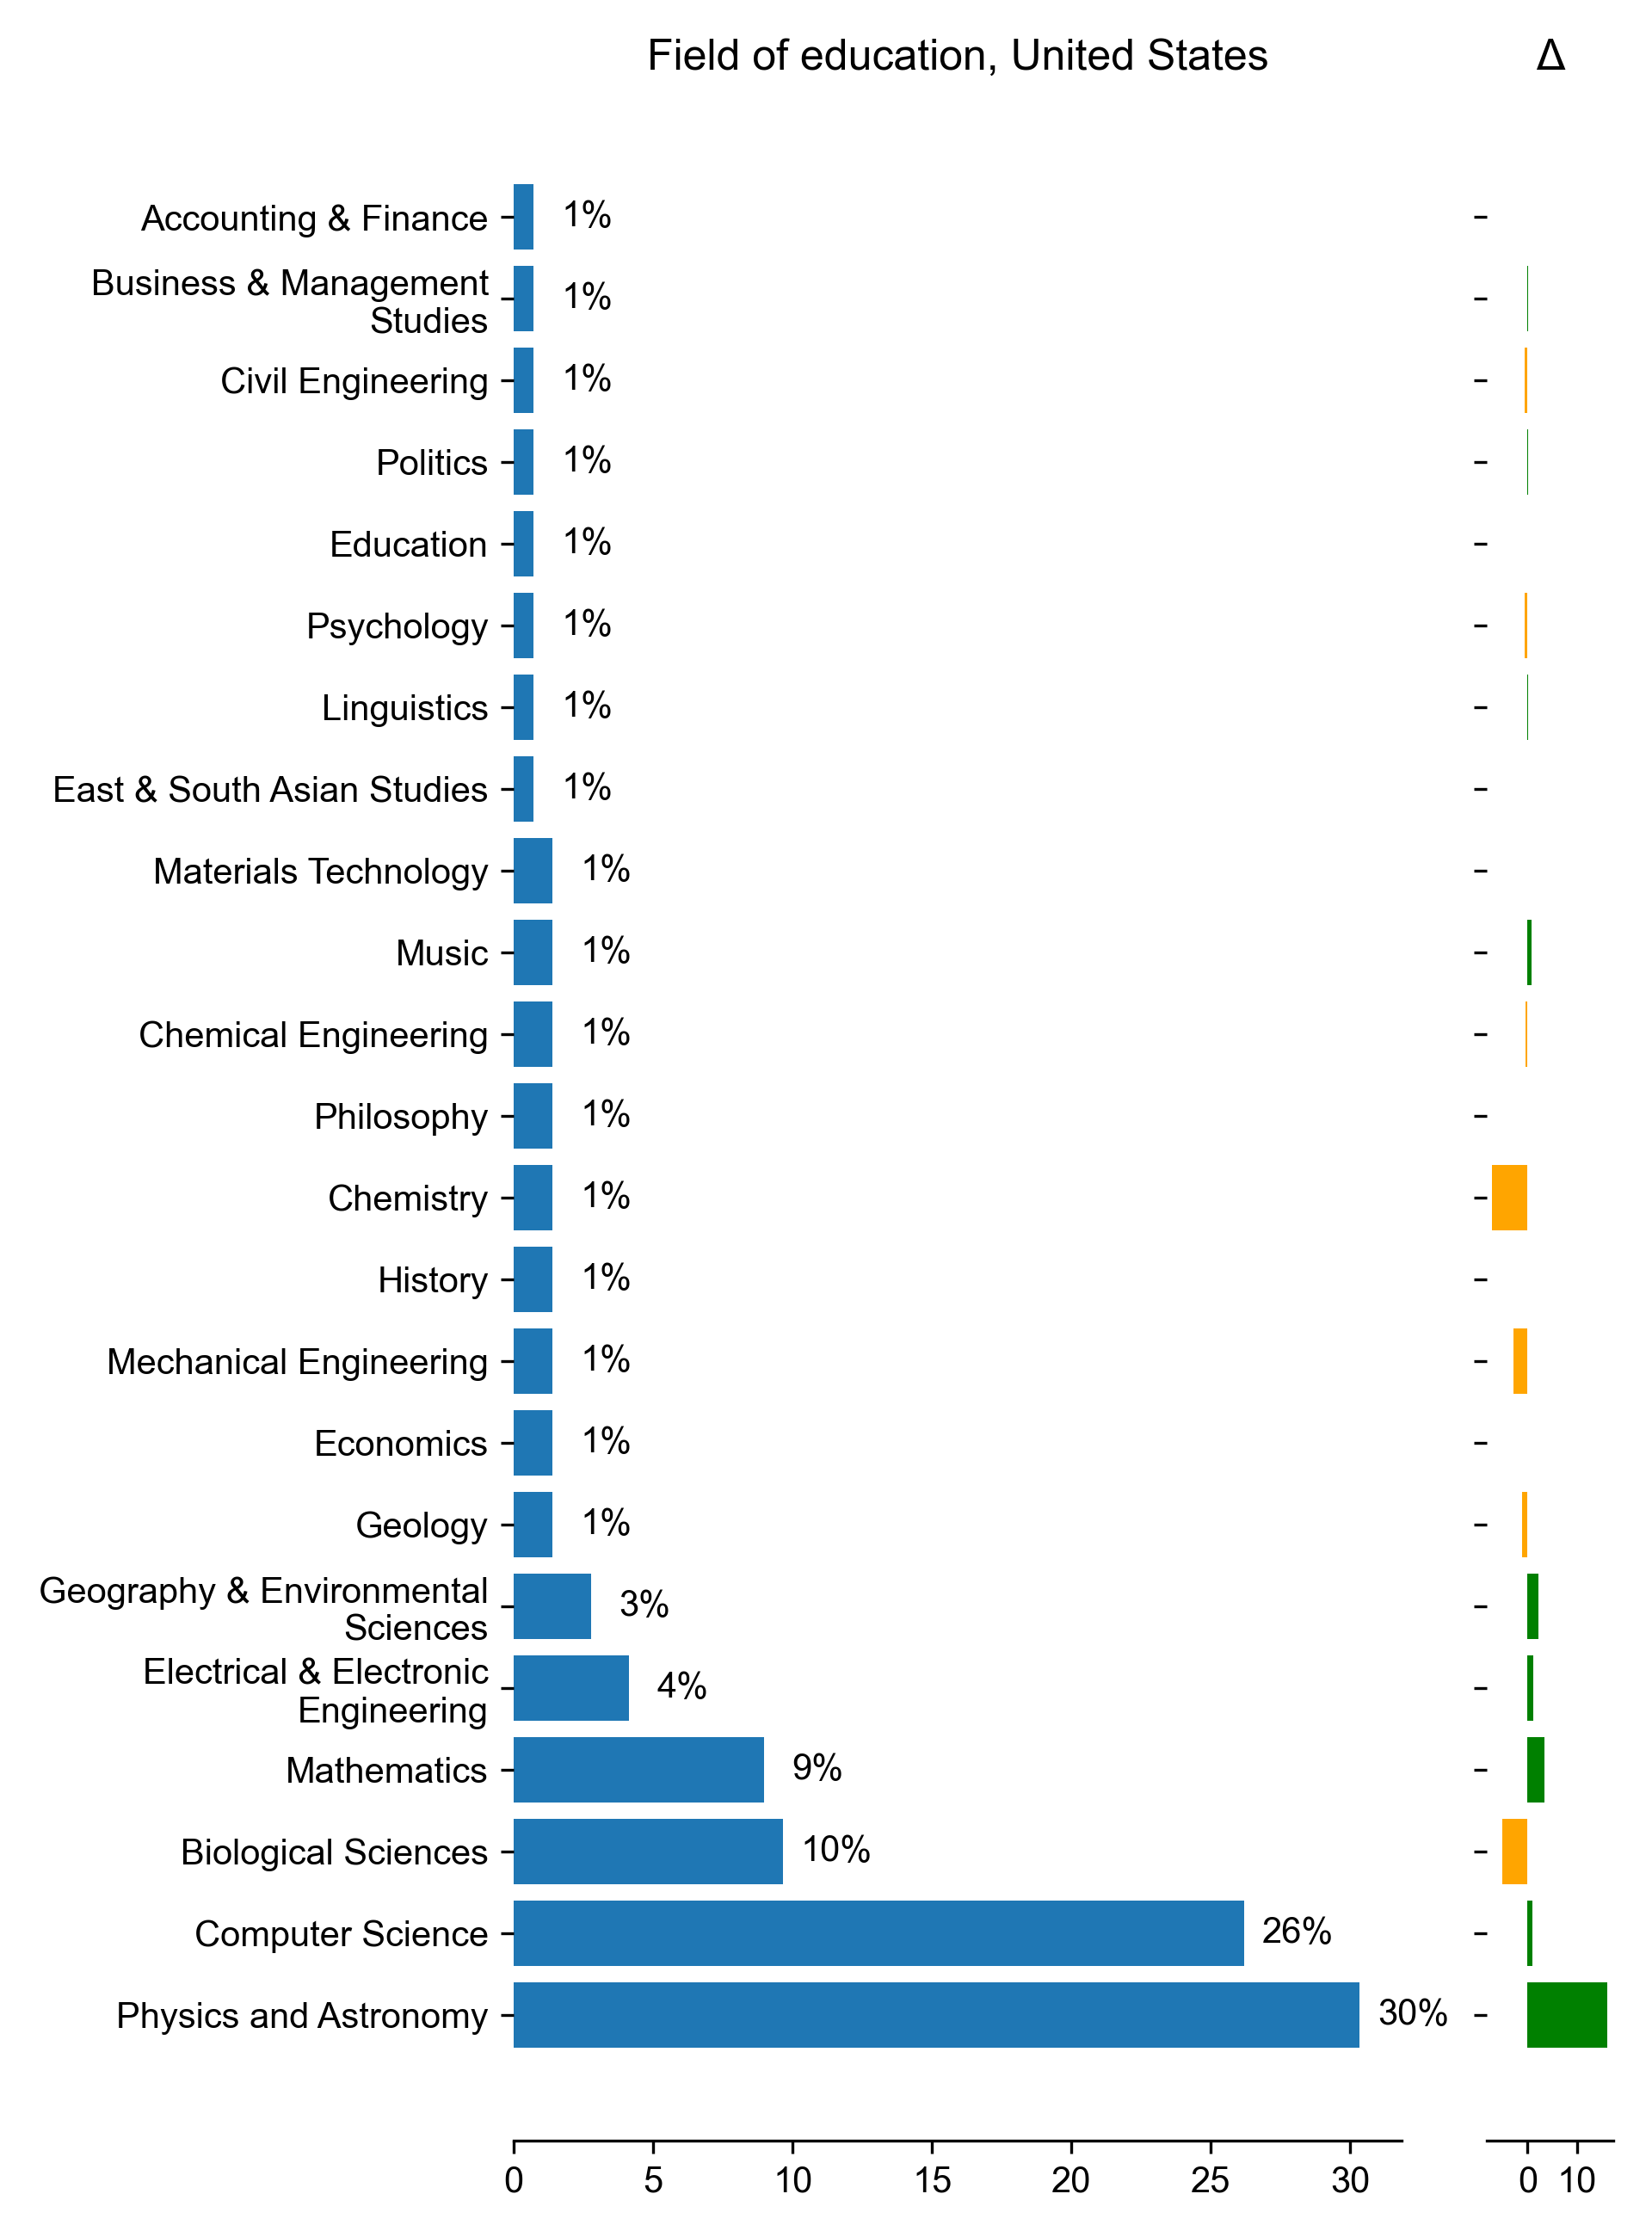 Field of education, United States Δ
Accounting & Finance 1%
Business & Management
Studies 1%
Civil Engineering 1%
Politics 1%
Education 1%
Psychology 1%
Linguistics 1%
East & South Asian Studies 1%
Materials Technology 1%
Music 1%
Chemical Engineering 1%
Philosophy 1%
Chemistry 1%
History 1%
Mechanical Engineering 1%
Economics 1%
Geology 1%
Geography & Environmental
Sciences 3%
Electrical & Electronic
Engineering 4%
Mathematics 9%
Biological Sciences 10%
Computer Science 26%
Physics and Astronomy 30%
0 5 10 15 20 25 30 0 10